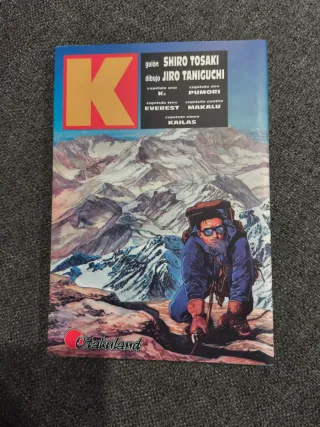 K
guión SHIRO TOSAKI
dibujo JIRO TANIGUCHI
capítulo uno
K2
capítulo dos
PUMORI
capítulo tres
EVEREST
capítulo cuatro
MAKALU
capítulo cinco
KAILAS
Otakuland